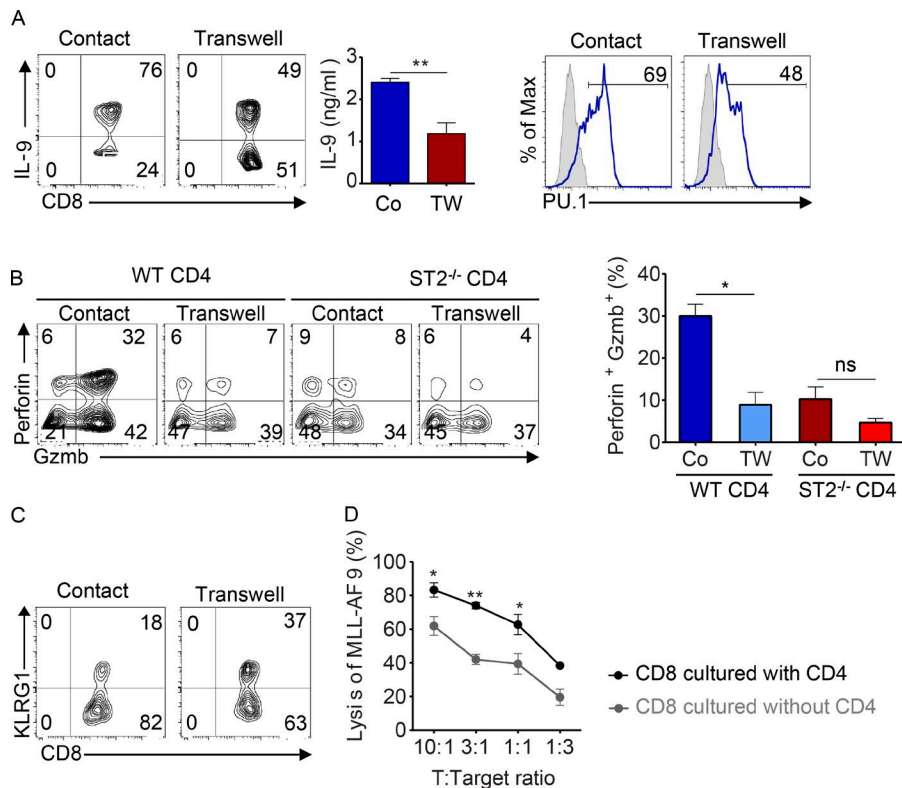 A
Contact Transwell
0 76 0 49
0 24 0 51
IL-9
CD8
IL-9 (ng/ml)
3
2
1
0
**
Co TW
Contact Transwell
69 48
% of Max
PU.1
B
WT CD4 ST2-/- CD4
Contact Transwell Contact Transwell
6 32 6 7 9 8 6 4
21 42 47 39 48 34 45 37
Perforin
Gzmb
Perforin + Gzmb+ (%)
40
30
20
10
0
* ns
Co TW Co TW
WT CD4 ST2-/- CD4
C
Contact Transwell
0 18 0 37
0 82 0 63
KLRG1
CD8
D
Lysi s of MLL-AF 9 (%)
100
80
60
40
20
0
* ** *
10:1 3:1 1:1 1:3
T:Target ratio
CD8 cultured with CD4
CD8 cultured without CD4